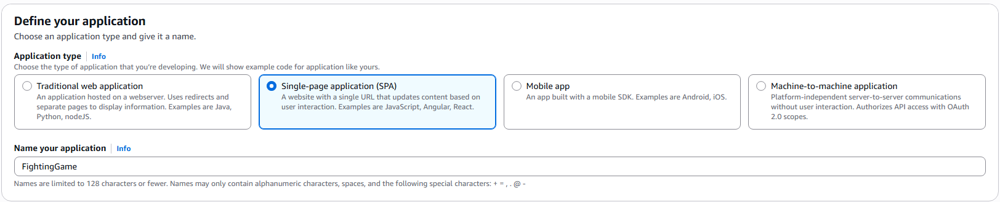 Define your application
Choose an application type and give it a name.
Application type Info
Choose the type of application that you're developing. We will show example code for application like yours.
Traditional web application
An application hosted on a webserver. Uses redirects and
separate pages to display information. Examples are Java,
Python, nodeJS.
Single-page application (SPA)
A website with a single URL that updates content based on
user interaction. Examples are JavaScript, Angular, React.
Mobile app
An app built with a mobile SDK. Examples are Android, iOS.
Machine-to-machine application
Platform-independent server-to-server communications
without user interaction. Authorizes API access with OAuth
2.0 scopes.
Name your application Info
FightingGame
Names are limited to 128 characters or fewer. Names may only contain alphanumeric characters, spaces, and the following special characters: + = , . @ -